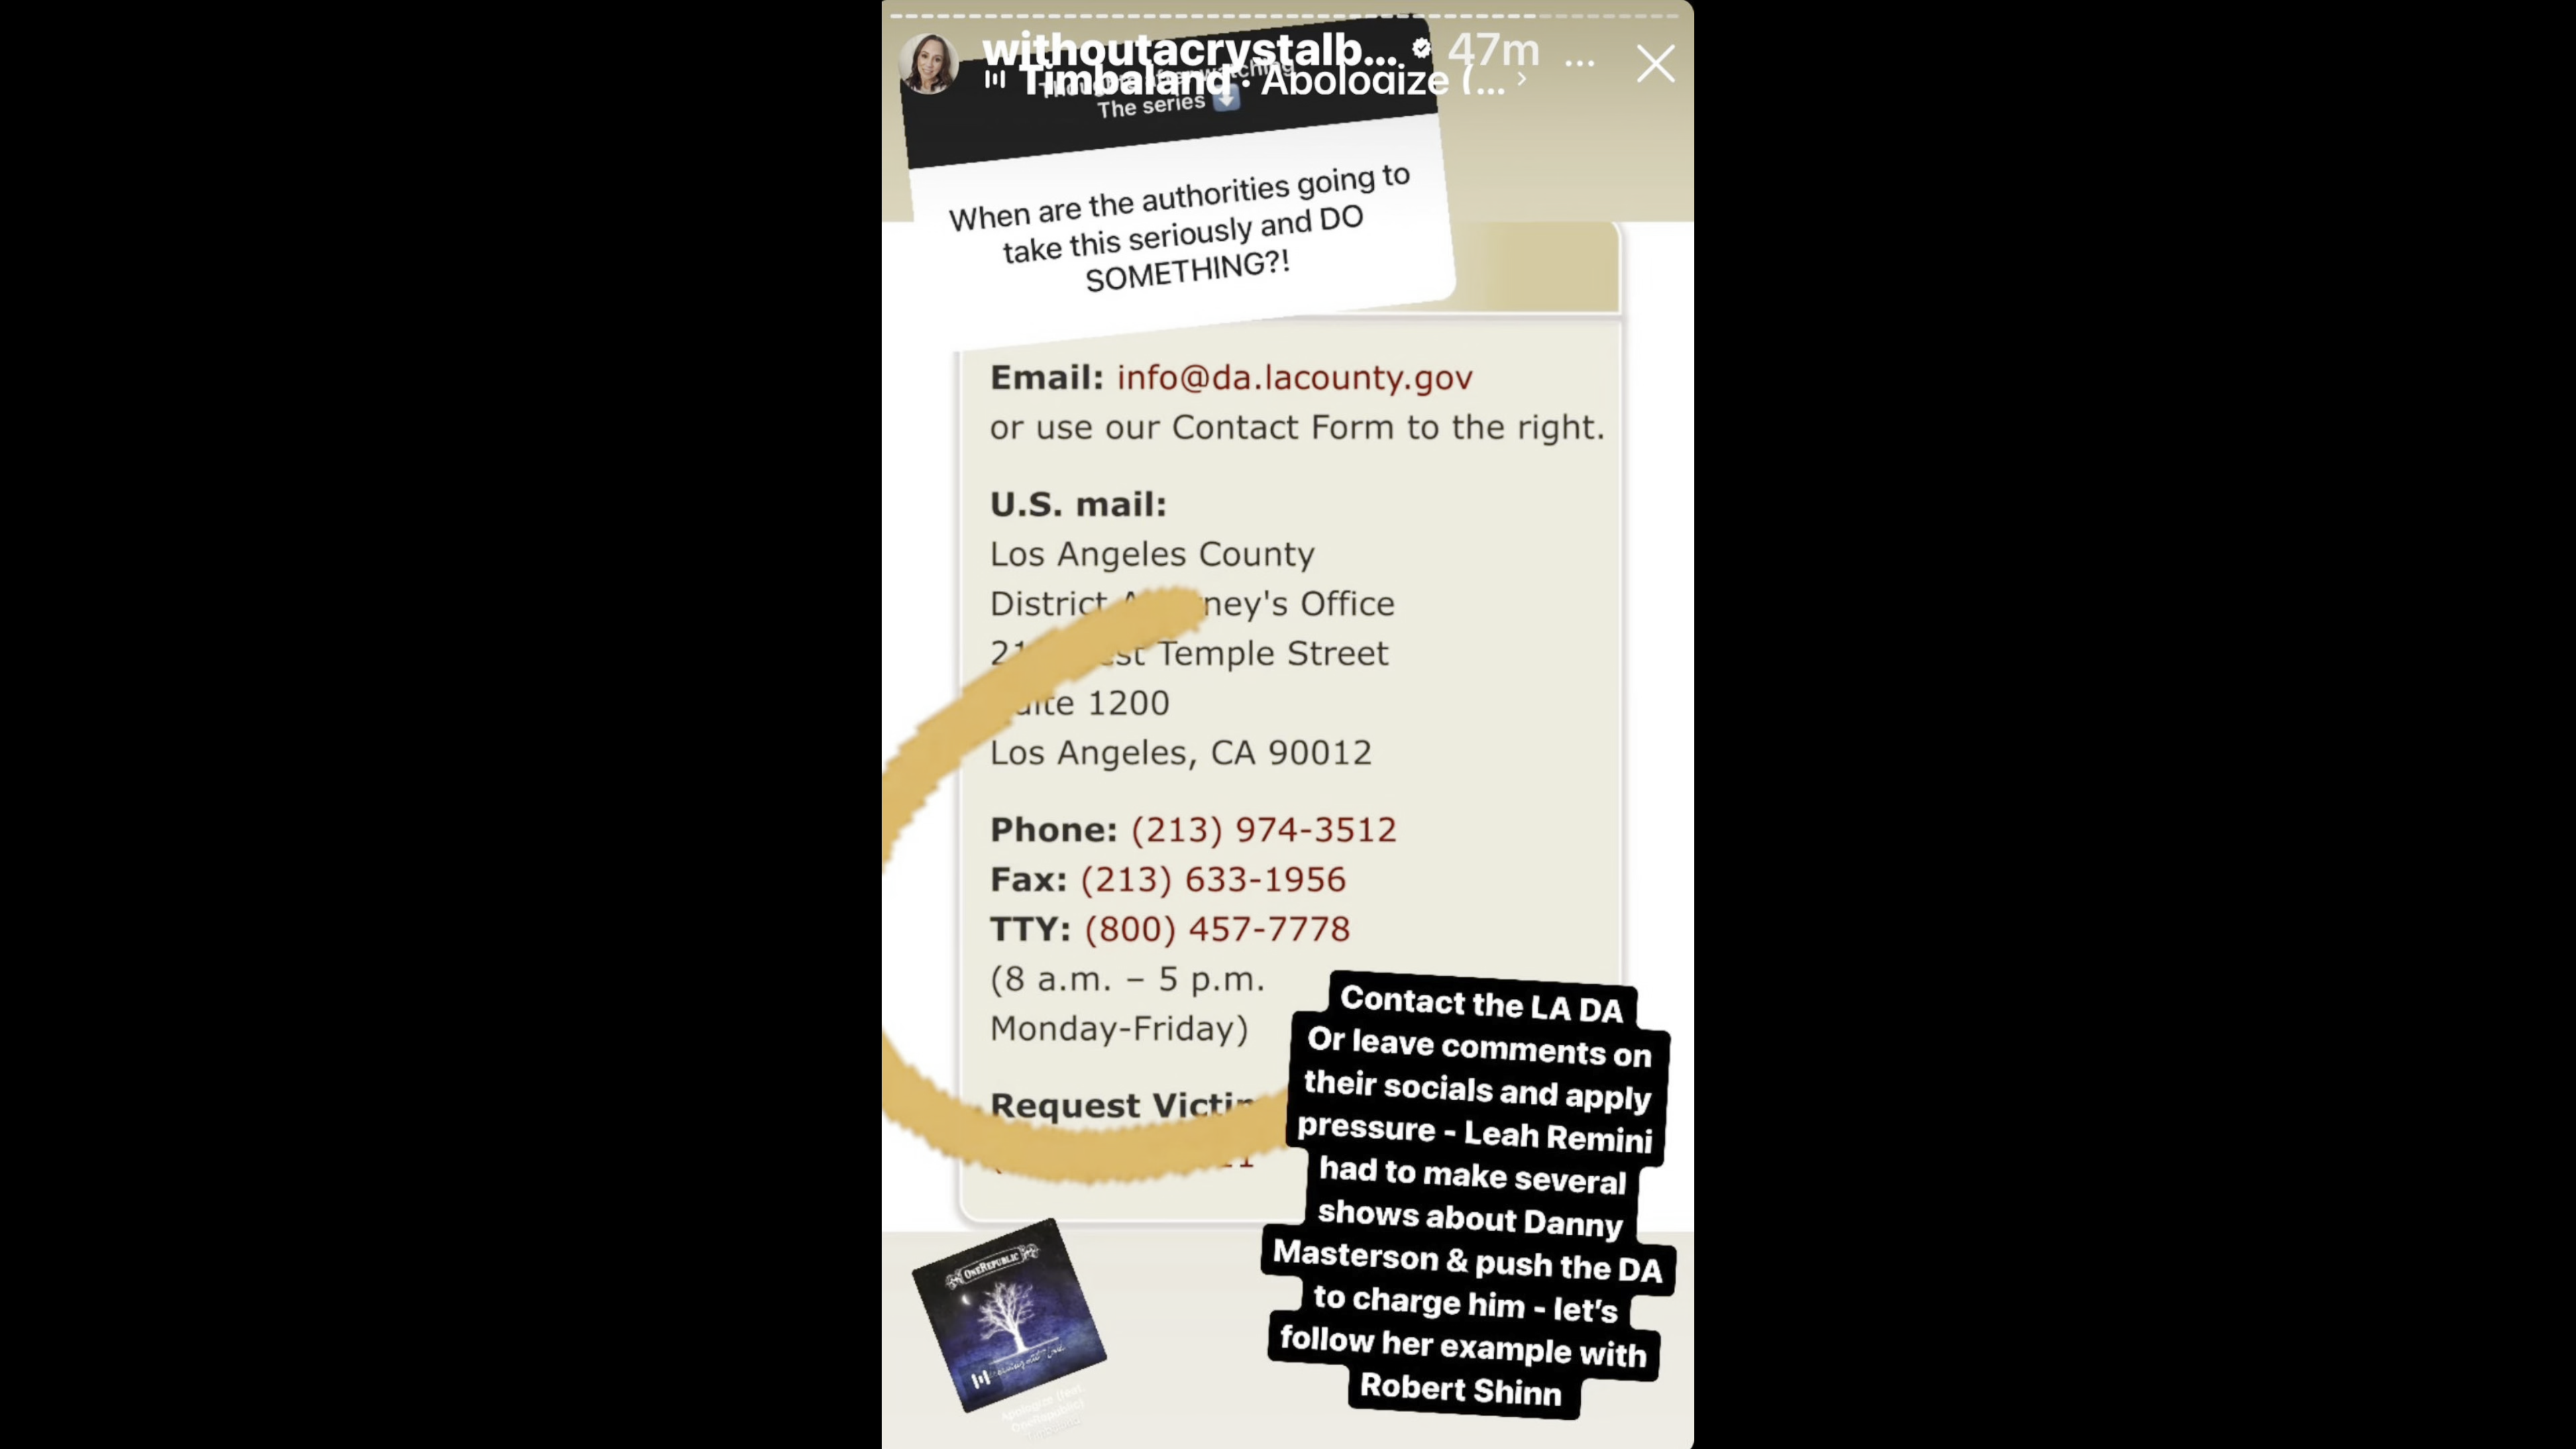 withoutacrystalb... 47m ...
Timbaland · Apologize (... >
The series
When are the authorities going to
take this seriously and DO
SOMETHING?!
Email: info@da.lacounty.gov
or use our Contact Form to the right.
U.S. mail:
Los Angeles County
District ney's Office
Temple Street
1200
Los Angeles, CA 90012
Phone: (213) 974-3512
Fax: (213) 633-1956
TTY: (800) 457-7778
(8 a.m. – 5 p.m.
Monday-Friday)
Request
Contact the LA DA
Or leave comments on
their socials and apply
pressure - Leah Remini
had to make several
shows about Danny
Masterson & push the DA
to charge him - let's
follow her example with
Robert Shinn
OneRepublic